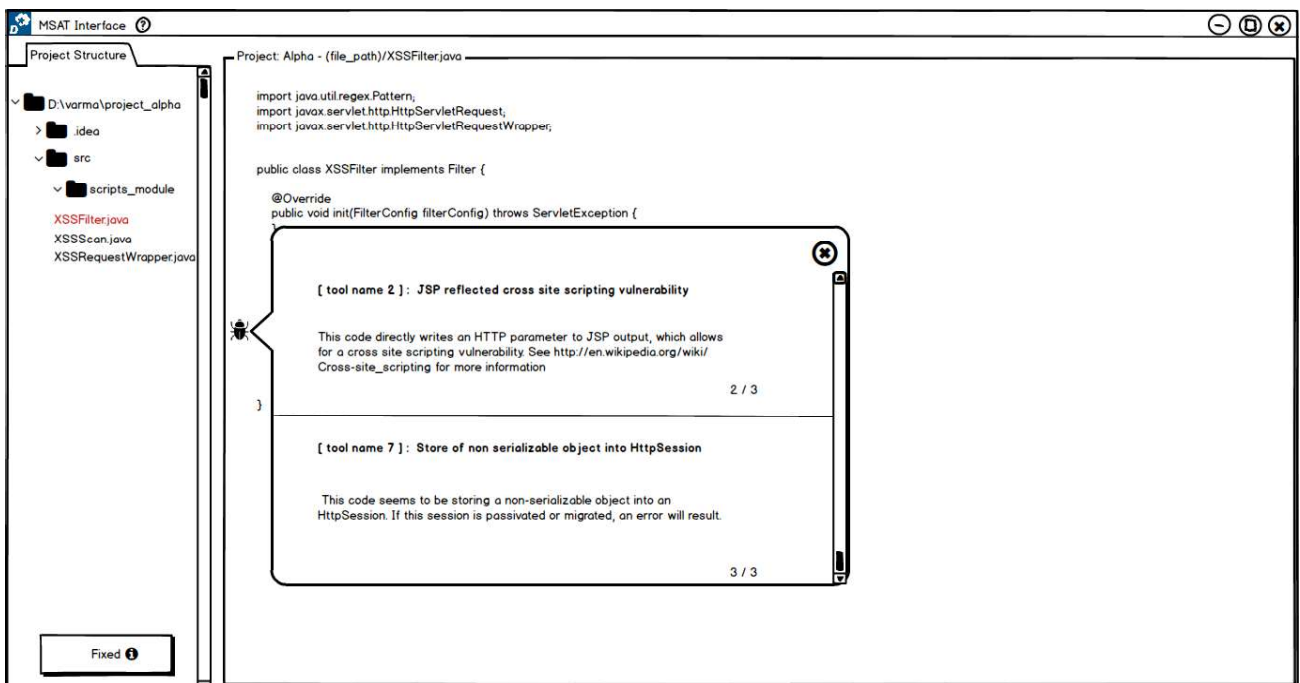 MSAT Interface ?
Project Structure
D:\varma\project_alpha
.idea
src
scripts_module
XSSFilter.java
XSSScan.java
XSSRequestWrapper.java
Fixed i
Project: Alpha - (file_path)/XSSFilter.java
import java.util.regex.Pattern;
import javax.servlet.http.HttpServletRequest;
import javax.servlet.http.HttpServletRequestWrapper;
public class XSSFilter implements Filter {
@Override
public void init(FilterConfig filterConfig) throws ServletException {
}
[ tool name 2 ] : JSP reflected cross site scripting vulnerability
This code directly writes an HTTP parameter to JSP output, which allows
for a cross site scripting vulnerability. See http://en.wikipedia.org/wiki/
Cross-site_scripting for more information
2 / 3
}
[ tool name 7 ] : Store of non serializable object into HttpSession
This code seems to be storing a non-serializable object into an
HttpSession. If this session is passivated or migrated, an error will result.
3 / 3